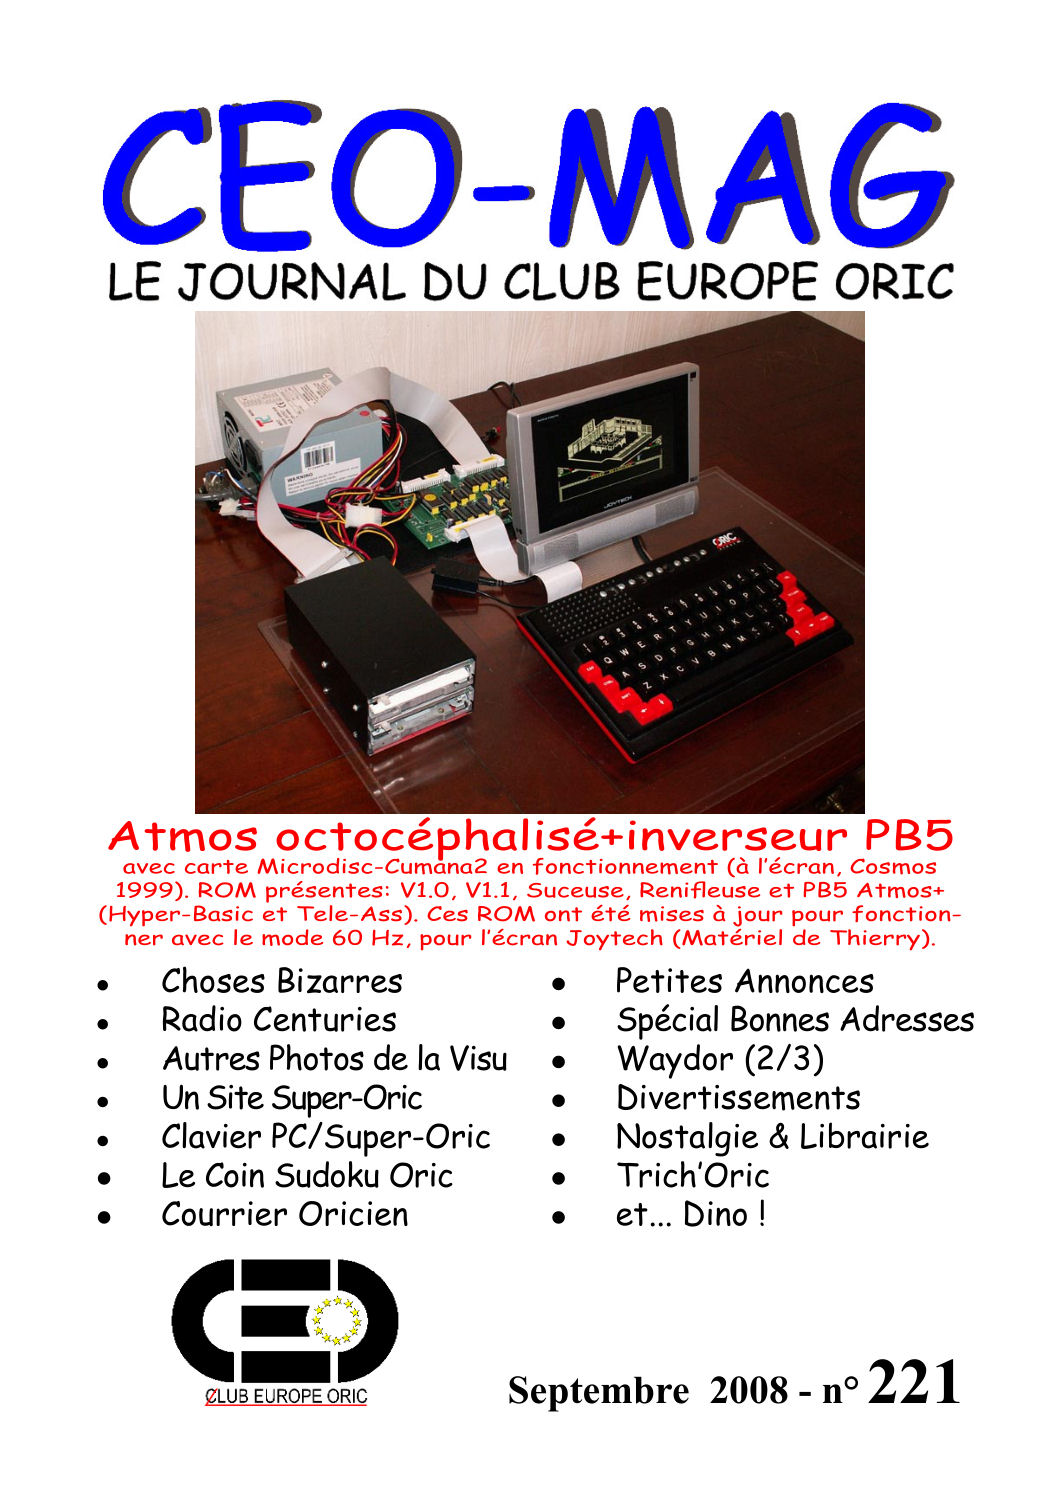 CEO-MAG
LE JOURNAL DU CLUB EUROPE ORIC
WARNING
JOYTECH
ORIC
Atmos octocéphalisé+inverseur PB5
avec carte Microdisc-Cumana2 en fonctionnement (à l'écran, Cosmos
1999). ROM présentes: V1.0, V1.1, Suceuse, Renifleuse et PB5 Atmos+
(Hyper-Basic et Tele-Ass). Ces ROM ont été mises à jour pour fonction-
ner avec le mode 60 Hz, pour l'écran Joytech (Matériel de Thierry).
• Choses Bizarres
• Radio Centuries
• Autres Photos de la Visu
• Un Site Super-Oric
• Clavier PC/Super-Oric
• Le Coin Sudoku Oric
• Courrier Oricien
• Petites Annonces
• Spécial Bonnes Adresses
• Waydor (2/3)
• Divertissements
• Nostalgie & Librairie
• Trich'Oric
• et... Dino !
CLUB EUROPE ORIC
Septembre 2008 - n° 221